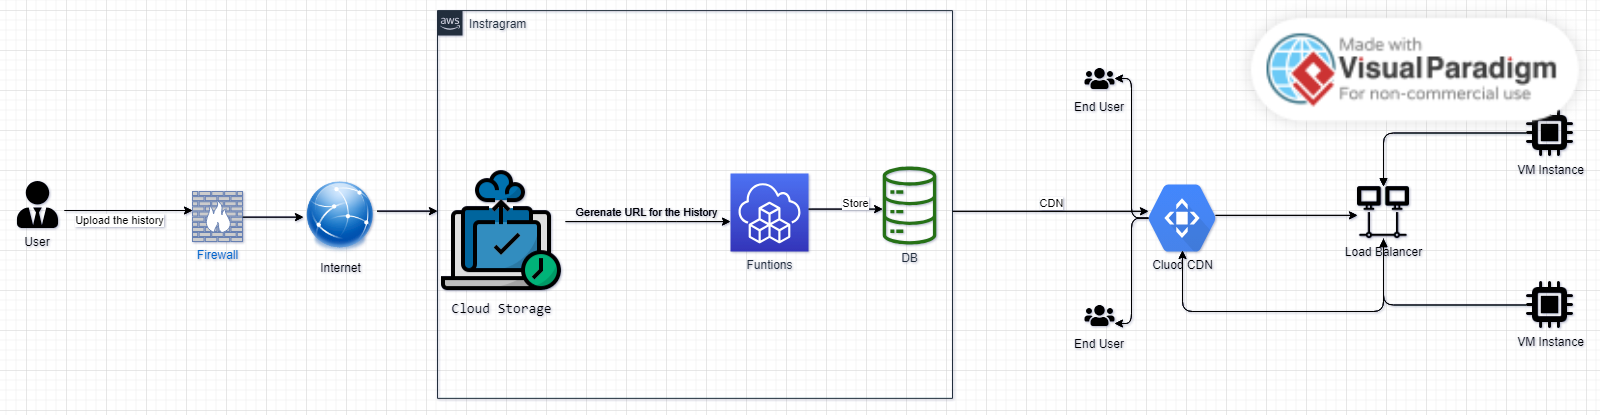 aws
Instragram
Made with
Visual Paradigm
For non-commercial use
End User
VM Instance
User
Upload the history
Firewall
Internet
Cloud Storage
Gerenate URL for the History
Funtions
Store
DB
CDN
Cluod CDN
Load Balancer
End User
VM Instance